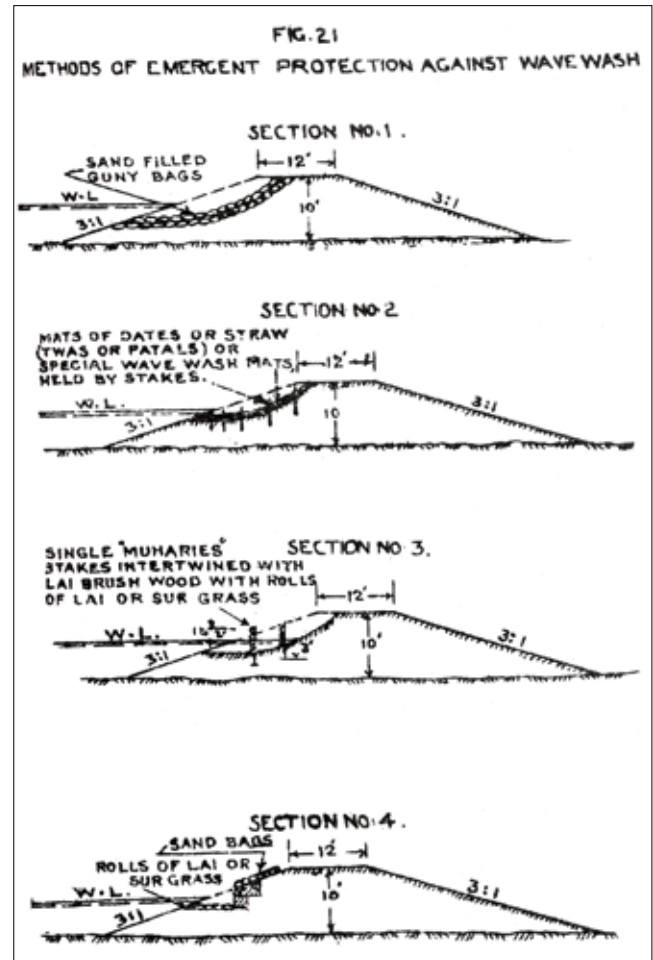 FIG. 21
METHODS OF EMERGENT PROTECTION AGAINST WAVE WASH
SECTION NO. 1.
12'
SAND FILLED
GUNY BAGS
W.L
3:1
10'
3:1
SECTION NO. 2
MATS OF DATES OR STRAW
(TWAS OR PATALS) OR
SPECIAL WAVE WASH MATS
HELD BY STAKES.
12'
W.L.
3:1
10
3:1
SECTION NO. 3.
SINGLE "MUHARIES"
STAKES INTERTWINED WITH
LAI BRUSH WOOD WITH ROLLS
OF LAI OR SUR GRASS
12'
W.L.
3:1
10'
3:1
SECTION NO. 4.
SAND BAGS
12'
ROLLS OF LAI OR
SUR GRASS
W.L.
3:1
10'
3:1